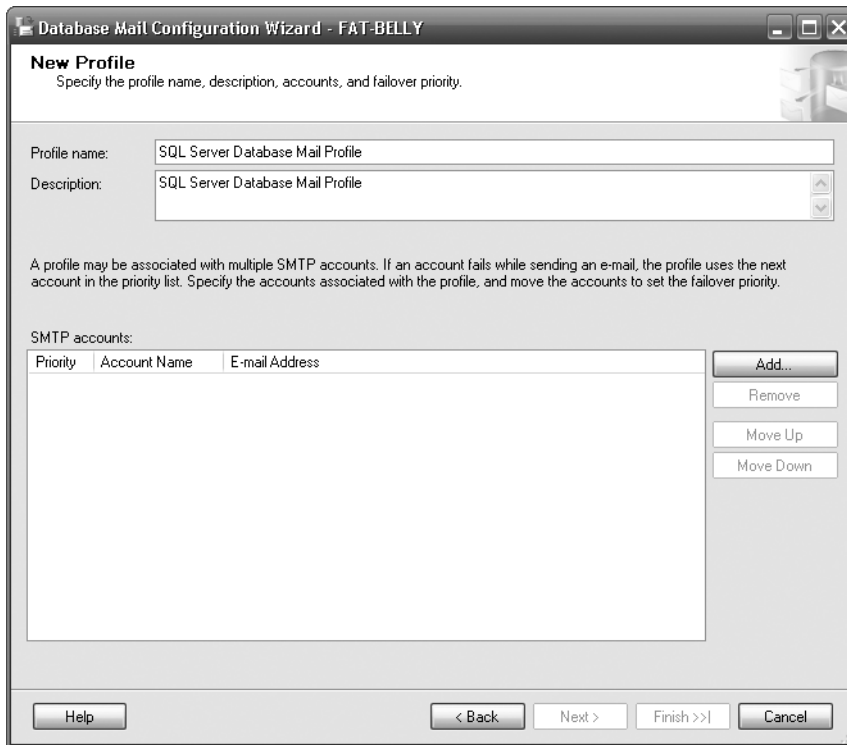 Database Mail Configuration Wizard - FAT-BELLY
New Profile
Specify the profile name, description, accounts, and failover priority.
Profile name:
SQL Server Database Mail Profile
Description:
SQL Server Database Mail Profile
A profile may be associated with multiple SMTP accounts. If an account fails while sending an e-mail, the profile uses the next
account in the priority list. Specify the accounts associated with the profile, and move the accounts to set the failover priority.
SMTP accounts:
Priority Account Name E-mail Address
Add...
Remove
Move Up
Move Down
Help
< Back
Next >
Finish >>|
Cancel